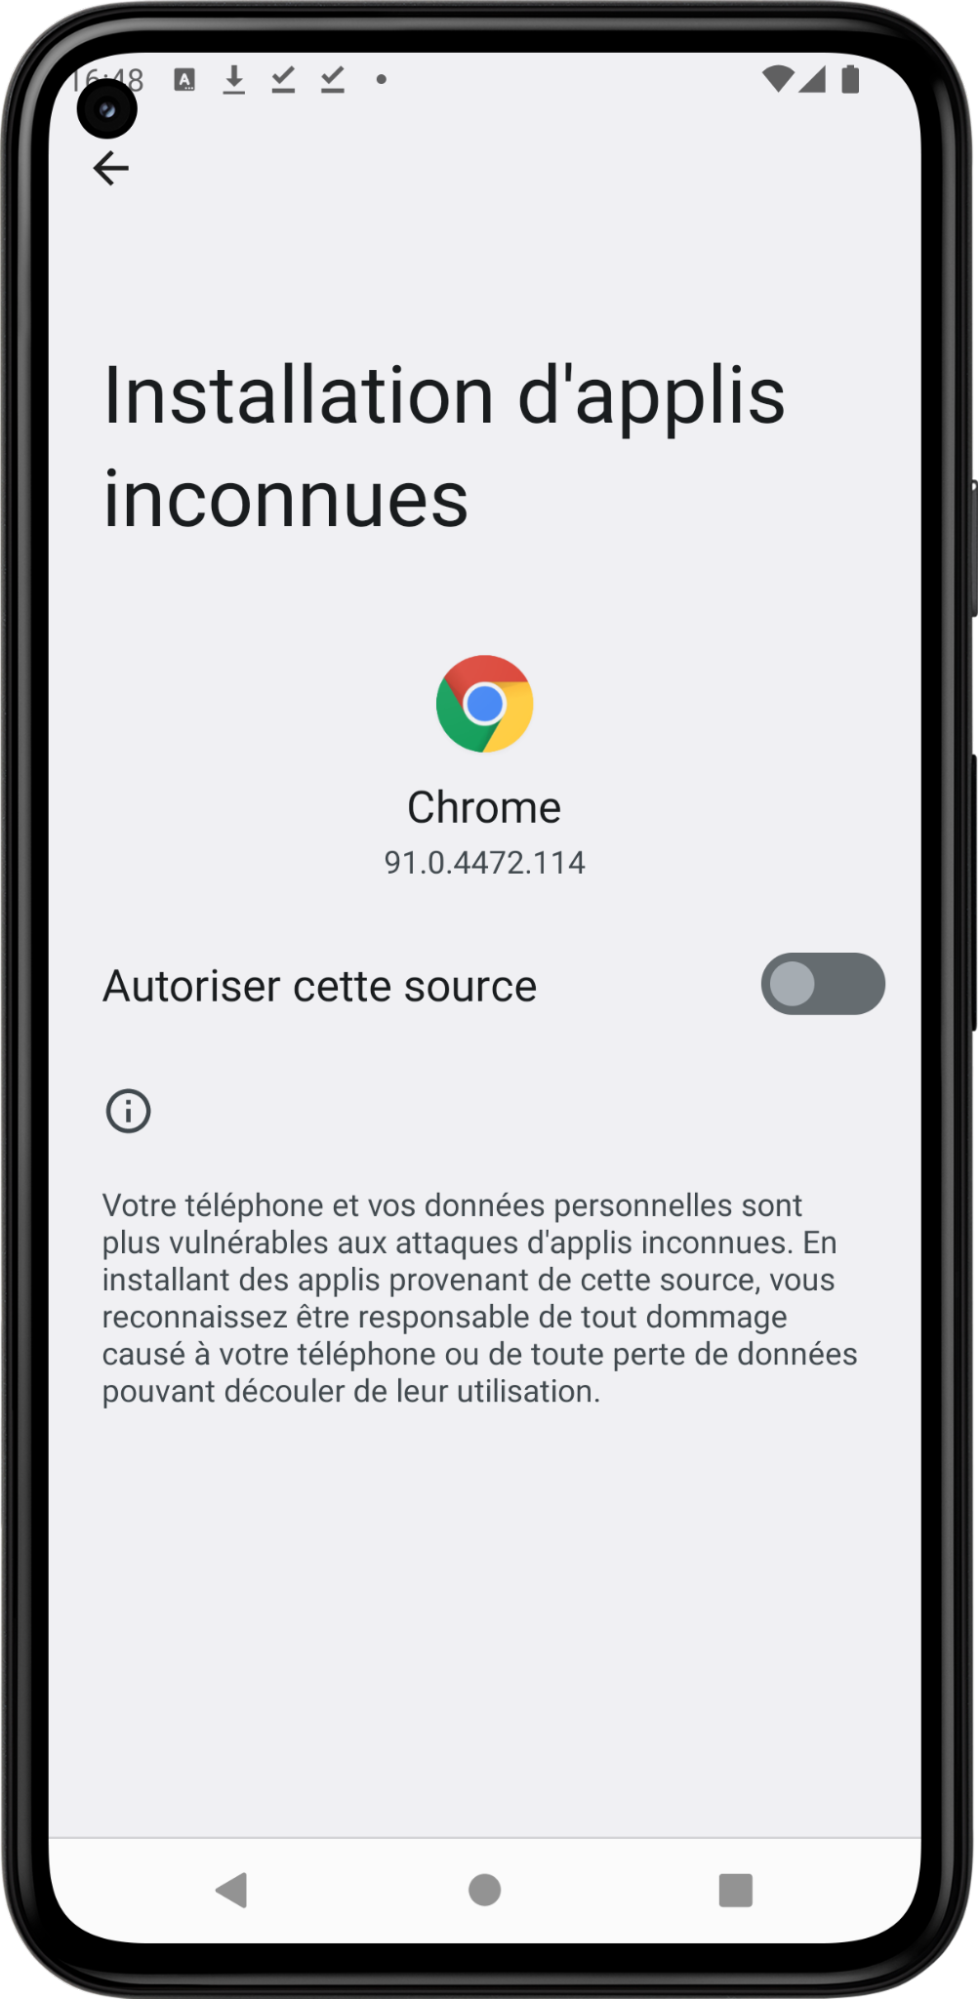 16:48
A
Installation d'applis
inconnues
Chrome
91.0.4472.114
Autoriser cette source
Votre téléphone et vos données personnelles sont
plus vulnérables aux attaques d'applis inconnues. En
installant des applis provenant de cette source, vous
reconnaissez être responsable de tout dommage
causé à votre téléphone ou de toute perte de données
pouvant découler de leur utilisation.